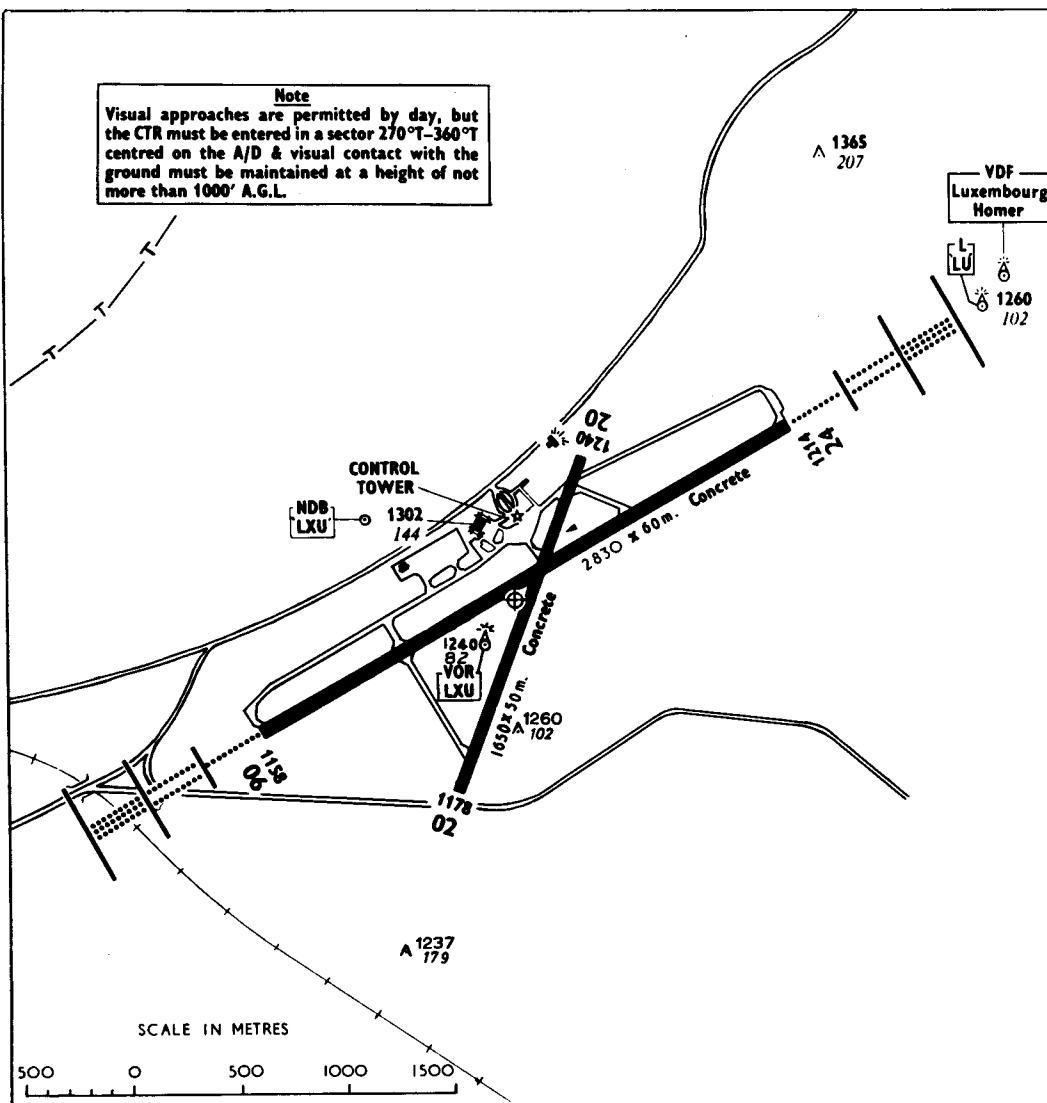 Note
Visual approaches are permitted by day, but
the CTR must be entered in a sector 270°T–360°T
centred on the A/D & visual contact with the
ground must be maintained at a height of not
more than 1000' A.G.L.
1365
207
VDF
Luxembourg
Homer
L
LU
1260
102
20
1240
1214
24
CONTROL
TOWER
NDB
LXU
1302
144
2830 x 60 m. Concrete
1240
82
VOR
LXU
1650 x 50 m. Concrete
1260
102
1158
06
1178
02
1237
179
T
T
T
SCALE IN METRES
500 0 500 1000 1500